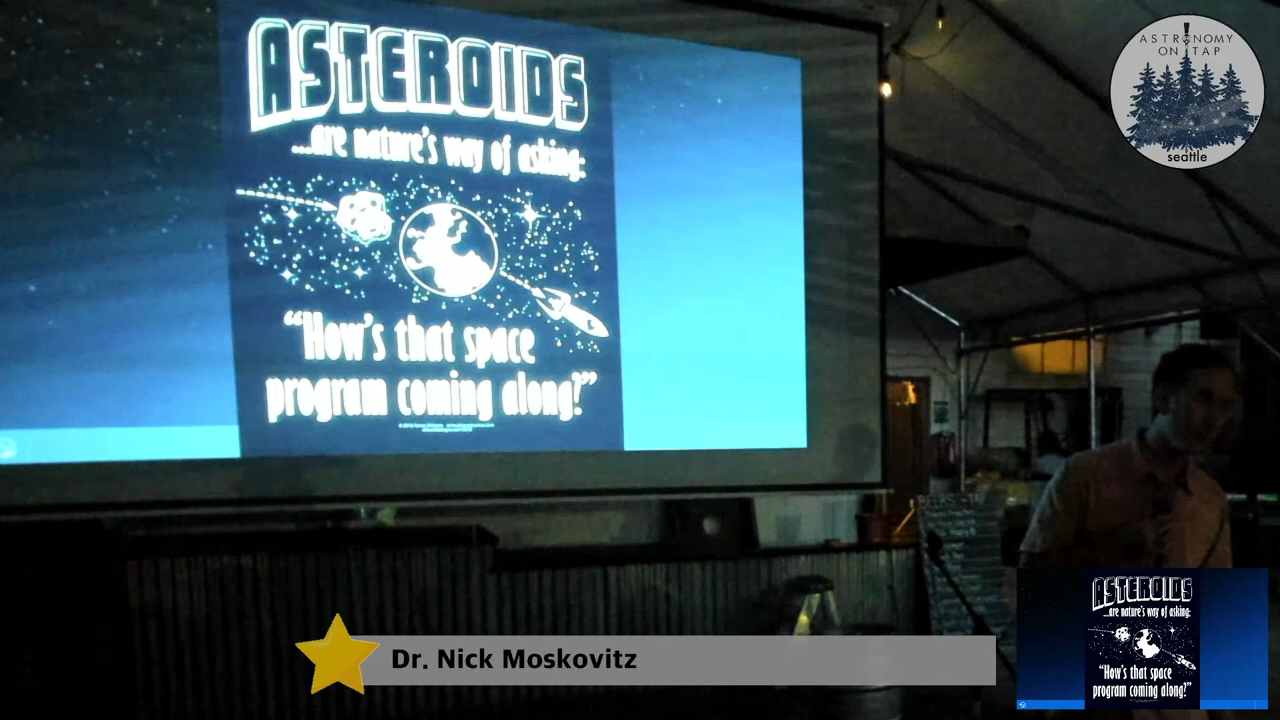 ASTEROIDS
...are nature's way of asking:
"How's that space
program coming along?"
ASTRONOMY
ON TAP
seattle
Dr. Nick Moskovitz
ASTEROIDS
...are nature's way of asking:
"How's that space
program coming along?"